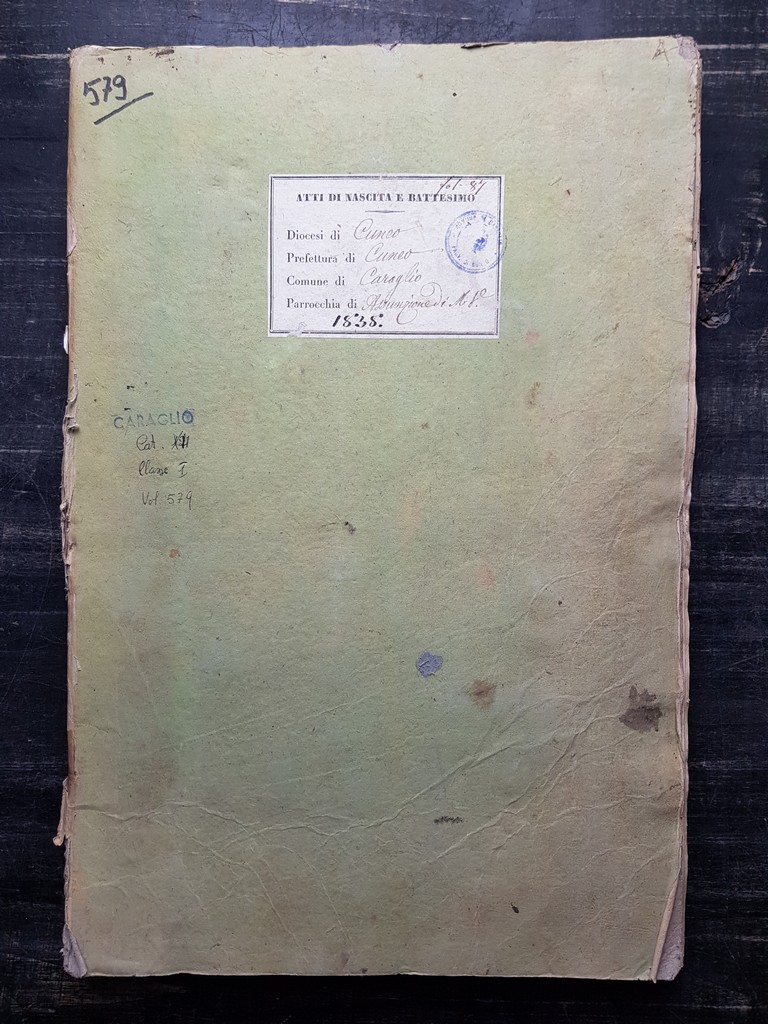 579
fol. 87
ATTI DI NASCITA E BATTESIMO
Diocesi di Cuneo
Prefettura di Cuneo
Comune di Caraglio
Parrocchia di Assunzione di M. V.e
1838.
CARAGLIO
Cat. XII
Classe I
Vol. 579